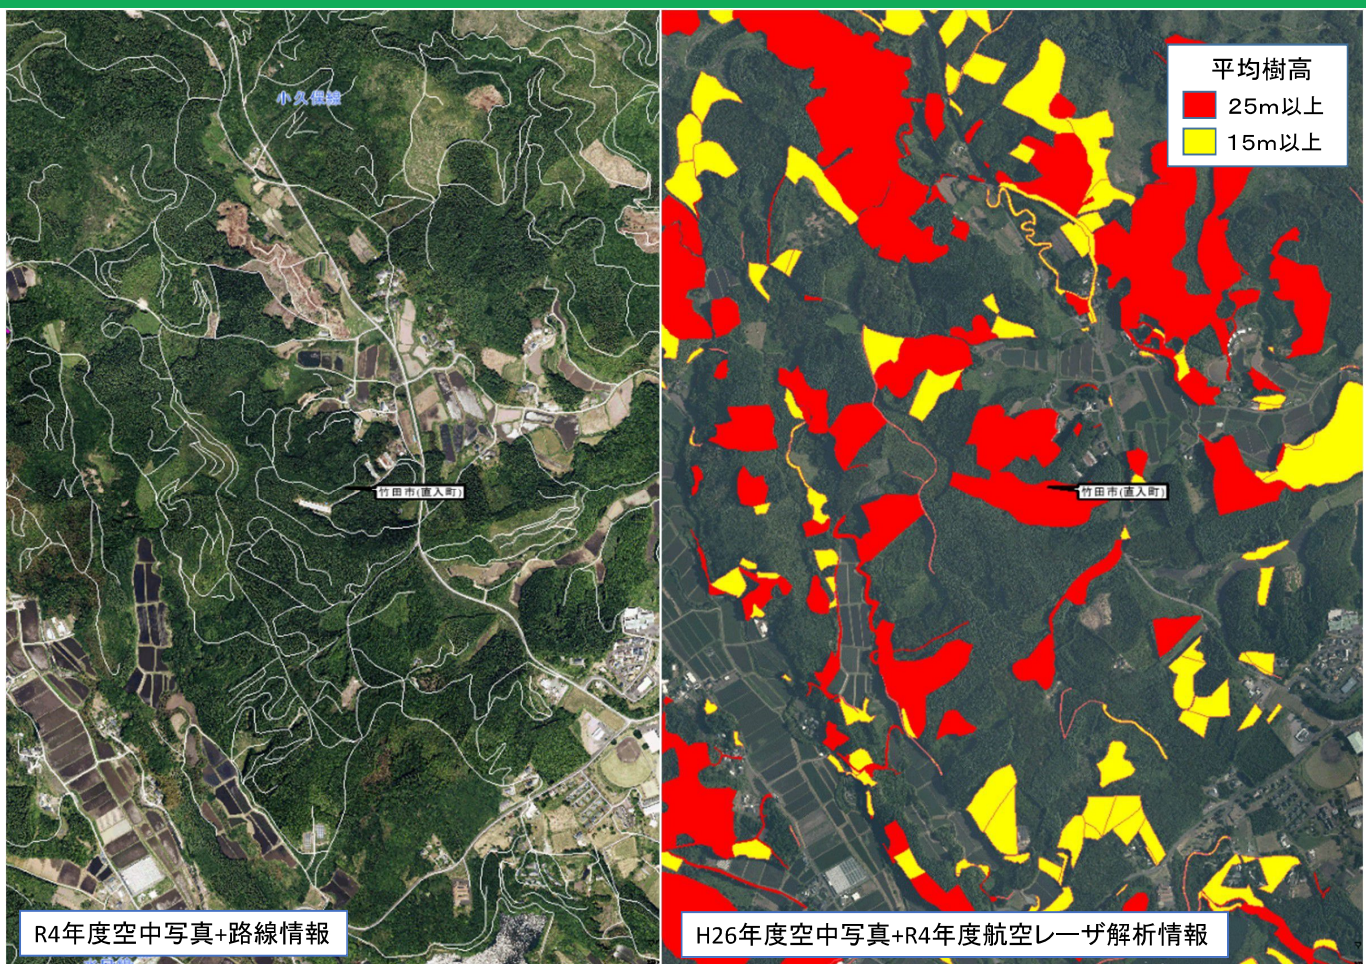 小久保線
竹田市(直入町)
R4年度空中写真+路線情報
平均樹高
25m以上
15m以上
竹田市(直入町)
H26年度空中写真+R4年度航空レーザ解析情報